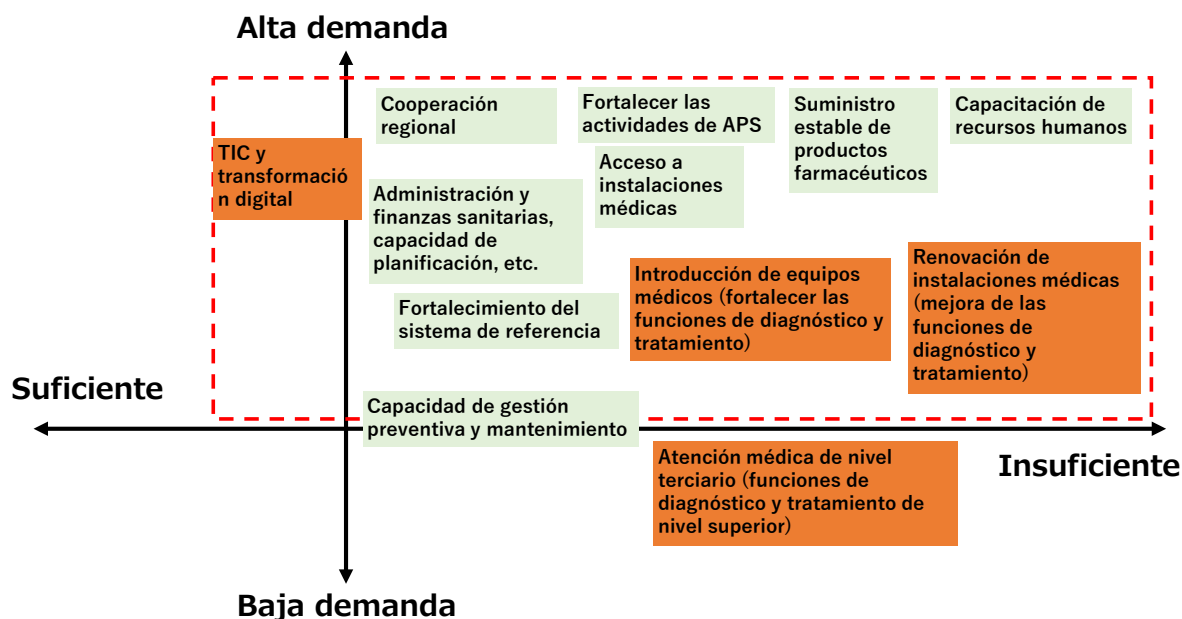 Alta demanda
Cooperación
regional
Fortalecer las
actividades de APS
Suministro
estable de
productos
farmacéuticos
Capacitación de
recursos humanos
TIC y
transformació
n digital
Acceso a
instalaciones
médicas
Administración y
finanzas sanitarias,
capacidad de
planificación, etc.
Introducción de equipos
médicos (fortalecer las
funciones de diagnóstico y
tratamiento)
Renovación de
instalaciones médicas
(mejora de las
funciones de
diagnóstico y
tratamiento)
Fortalecimiento del
sistema de referencia
Suficiente
Capacidad de gestión
preventiva y mantenimiento
Insuficiente
Atención médica de nivel
terciario (funciones de
diagnóstico y tratamiento de
nivel superior)
Baja demanda